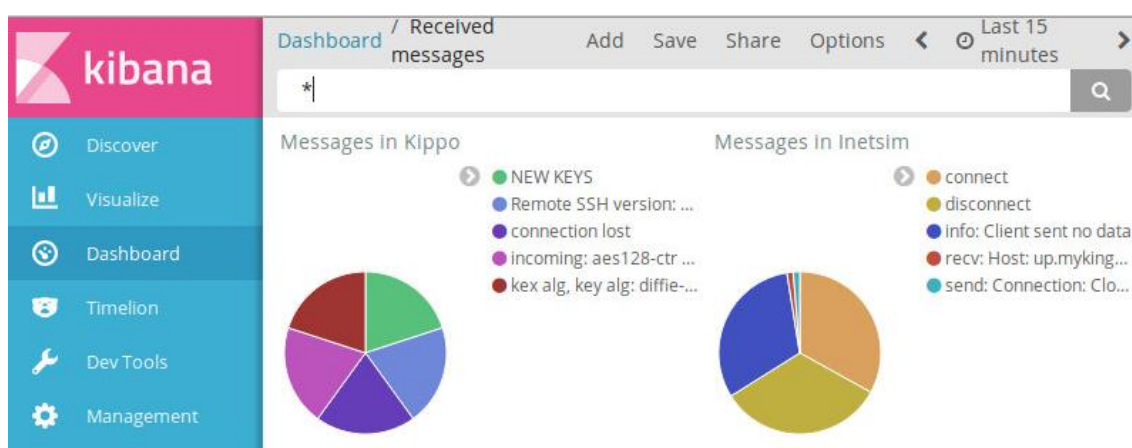 kibana
Discover
Visualize
Dashboard
Timelion
Dev Tools
Management
Dashboard / Received messages Add Save Share Options Last 15 minutes
*
Messages in Kippo
NEW KEYS
Remote SSH version: ...
connection lost
incoming: aes128-ctr ...
kex alg, key alg: diffie-...
Messages in Inetsim
connect
disconnect
info: Client sent no data
recv: Host: up.myking...
send: Connection: Clo...